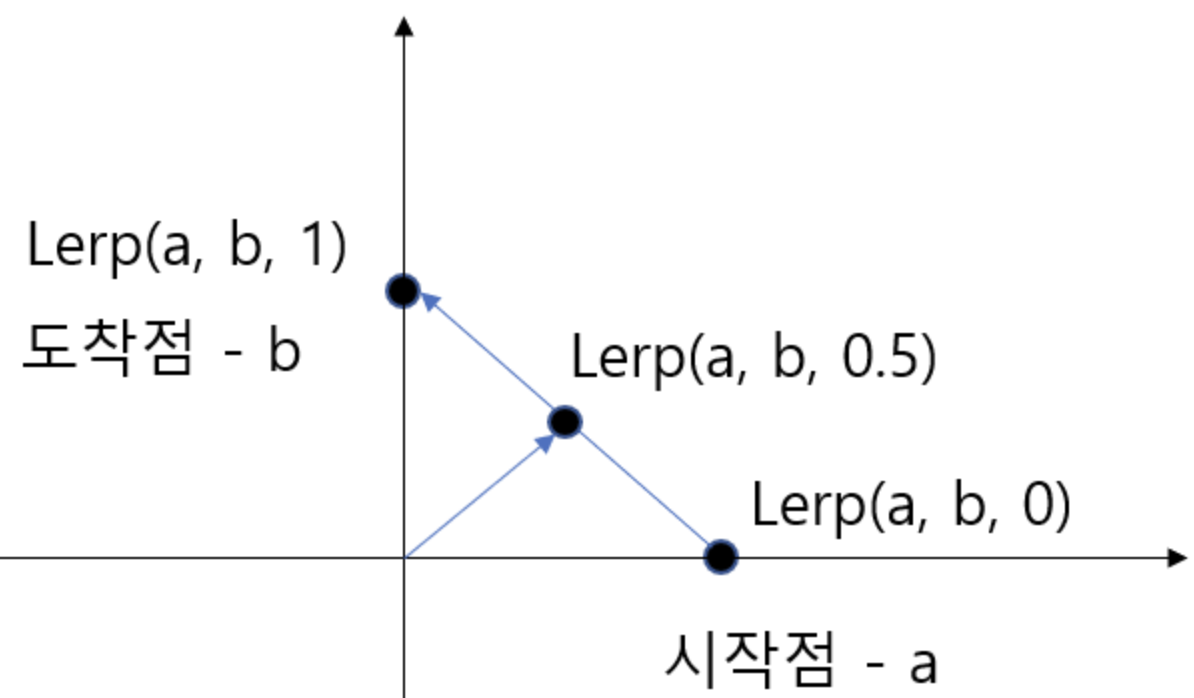 Lerp(a, b, 1)
도착점 - b
Lerp(a, b, 0.5)
Lerp(a, b, 0)
시작점 - a